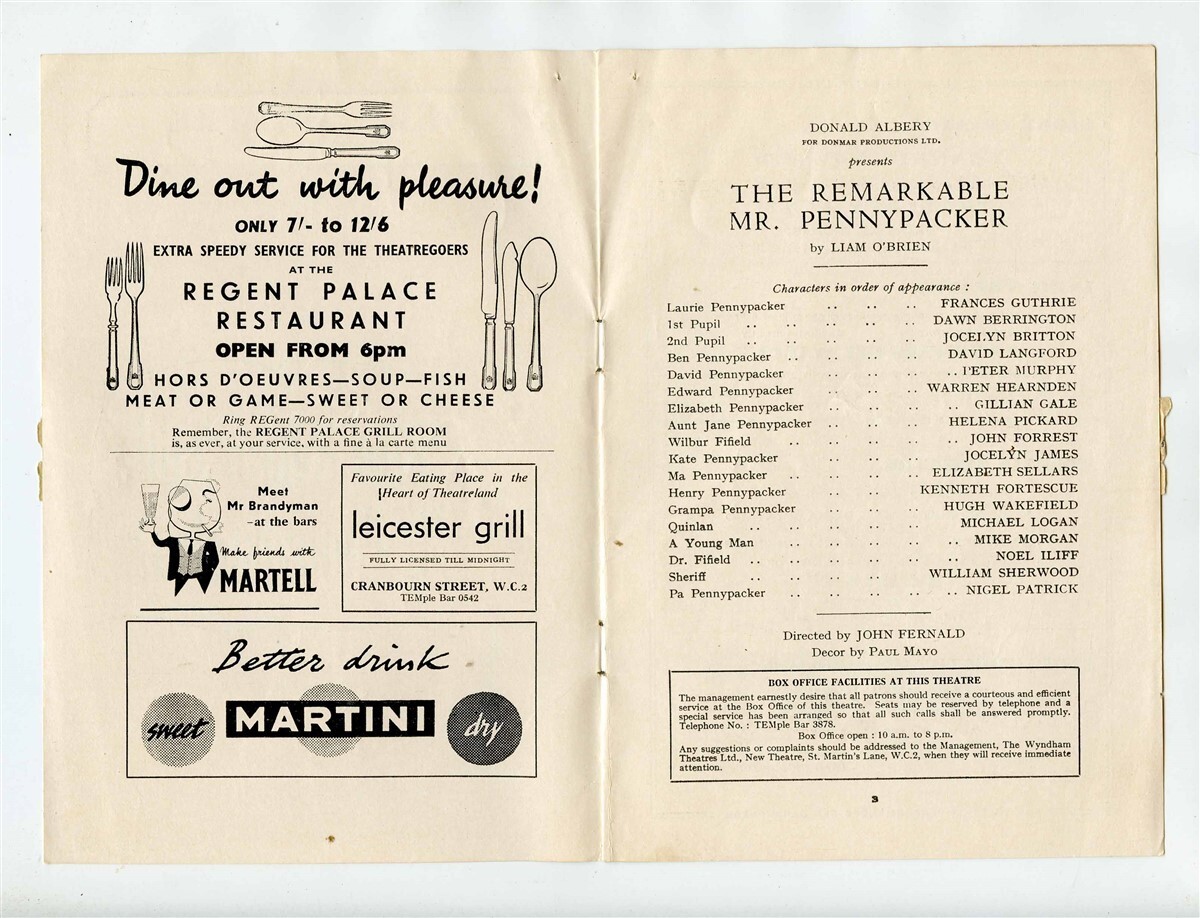 Dine out with pleasure!
ONLY 7/- to 12/6
EXTRA SPEEDY SERVICE FOR THE THEATREGOERS
AT THE
REGENT PALACE
RESTAURANT
OPEN FROM 6pm
HORS D'OEUVRES—SOUP—FISH
MEAT OR GAME—SWEET OR CHEESE
Ring REGent 7000 for reservations
Remember, the REGENT PALACE GRILL ROOM
is, as ever, at your service, with a fine à la carte menu
Meet
Mr Brandyman
-at the bars
Make friends with
MARTELL
Favourite Eating Place in the
Heart of Theatreland
leicester grill
FULLY LICENSED TILL MIDNIGHT
CRANBOURN STREET, W.C.2
TEMple Bar 0542
Better drink
sweet MARTINI dry
DONALD ALBERY
FOR DONMAR PRODUCTIONS LTD.
presents
THE REMARKABLE
MR. PENNYPACKER
by LIAM O'BRIEN
Characters in order of appearance :
Laurie Pennypacker .. .. .. FRANCES GUTHRIE
1st Pupil .. .. .. .. .. DAWN BERRINGTON
2nd Pupil .. .. .. .. .. JOCELYN BRITTON
Ben Pennypacker .. .. .. .. DAVID LANGFORD
David Pennypacker .. .. .. PETER MURPHY
Edward Pennypacker .. .. .. WARREN HEARNDEN
Elizabeth Pennypacker .. .. .. GILLIAN GALE
Aunt Jane Pennypacker .. .. .. HELENA PICKARD
Wilbur Fifield .. .. .. .. .. JOHN FORREST
Kate Pennypacker .. .. .. JOCELYN JAMES
Ma Pennypacker .. .. .. .. ELIZABETH SELLARS
Henry Pennypacker .. .. KENNETH FORTESCUE
Grampa Pennypacker .. .. .. HUGH WAKEFIELD
Quinlan .. .. .. .. .. MICHAEL LOGAN
A Young Man .. .. .. .. .. MIKE MORGAN
Dr. Fifield .. .. .. .. .. NOEL ILIFF
Sheriff .. .. .. .. WILLIAM SHERWOOD
Pa Pennypacker .. .. .. .. .. NIGEL PATRICK
Directed by JOHN FERNALD
Decor by PAUL MAYO
BOX OFFICE FACILITIES AT THIS THEATRE
The management earnestly desire that all patrons should receive a courteous and efficient
service at the Box Office of this theatre. Seats may be reserved by telephone and a
special service has been arranged so that all such calls shall be answered promptly.
Telephone No. : TEMple Bar 3878.
Box Office open : 10 a.m. to 8 p.m.
Any suggestions or complaints should be addressed to the Management, The Wyndham
Theatres Ltd., New Theatre, St. Martin's Lane, W.C.2, when they will receive immediate
attention.
3